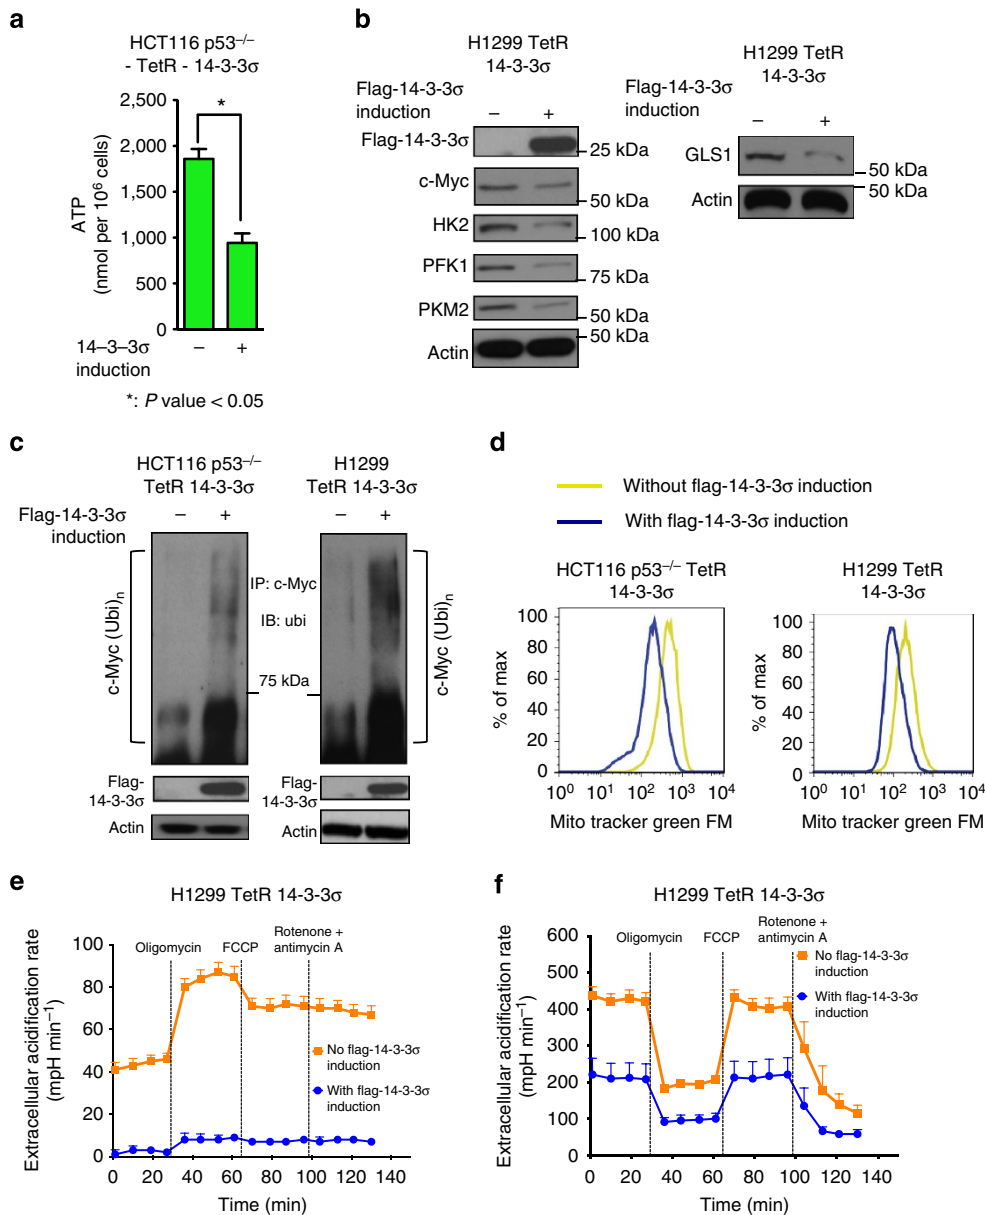 a
HCT116 p53–/–
- TetR - 14-3-3σ
2,500
2,000
1,500
1,000
500
0
ATP
(nmol per 10⁶ cells)
*
14–3–3σ
induction
– +
*: P value < 0.05
b
H1299 TetR
14-3-3σ
Flag-14-3-3σ
induction
– +
Flag-14-3-3σ
25 kDa
c-Myc
50 kDa
HK2
100 kDa
PFK1
75 kDa
PKM2
50 kDa
50 kDa
Actin
H1299 TetR
14-3-3σ
Flag-14-3-3σ
induction
– +
GLS1
50 kDa
50 kDa
Actin
c
HCT116 p53–/–
TetR 14-3-3σ
H1299
TetR 14-3-3σ
Flag-14-3-3σ
induction
– +
– +
c-Myc (Ubi)n
IP: c-Myc
IB: ubi
75 kDa
c-Myc (Ubi)n
Flag-
14-3-3σ
Actin
Flag-
14-3-3σ
Actin
d
Without flag-14-3-3σ induction
With flag-14-3-3σ induction
HCT116 p53–/– TetR
14-3-3σ
% of max
100
80
60
40
20
0
10⁰ 10¹ 10² 10³ 10⁴
Mito tracker green FM
H1299 TetR
14-3-3σ
% of max
100
80
60
40
20
0
10⁰ 10¹ 10² 10³ 10⁴
Mito tracker green FM
e
H1299 TetR 14-3-3σ
Extracellular acidification rate
(mpH min–1)
100
80
60
40
20
0
Oligomycin
FCCP
Rotenone +
antimycin A
No flag-14-3-3σ
induction
With flag-14-3-3σ
induction
0 20 40 60 80 100 120 140
Time (min)
f
H1299 TetR 14-3-3σ
Extracellular acidification rate
(mpH min–1)
600
500
400
300
200
100
0
Oligomycin
FCCP
Rotenone +
antimycin A
No flag-14-3-3σ
induction
With flag-14-3-3σ
induction
0 20 40 60 80 100 120 140
Time (min)